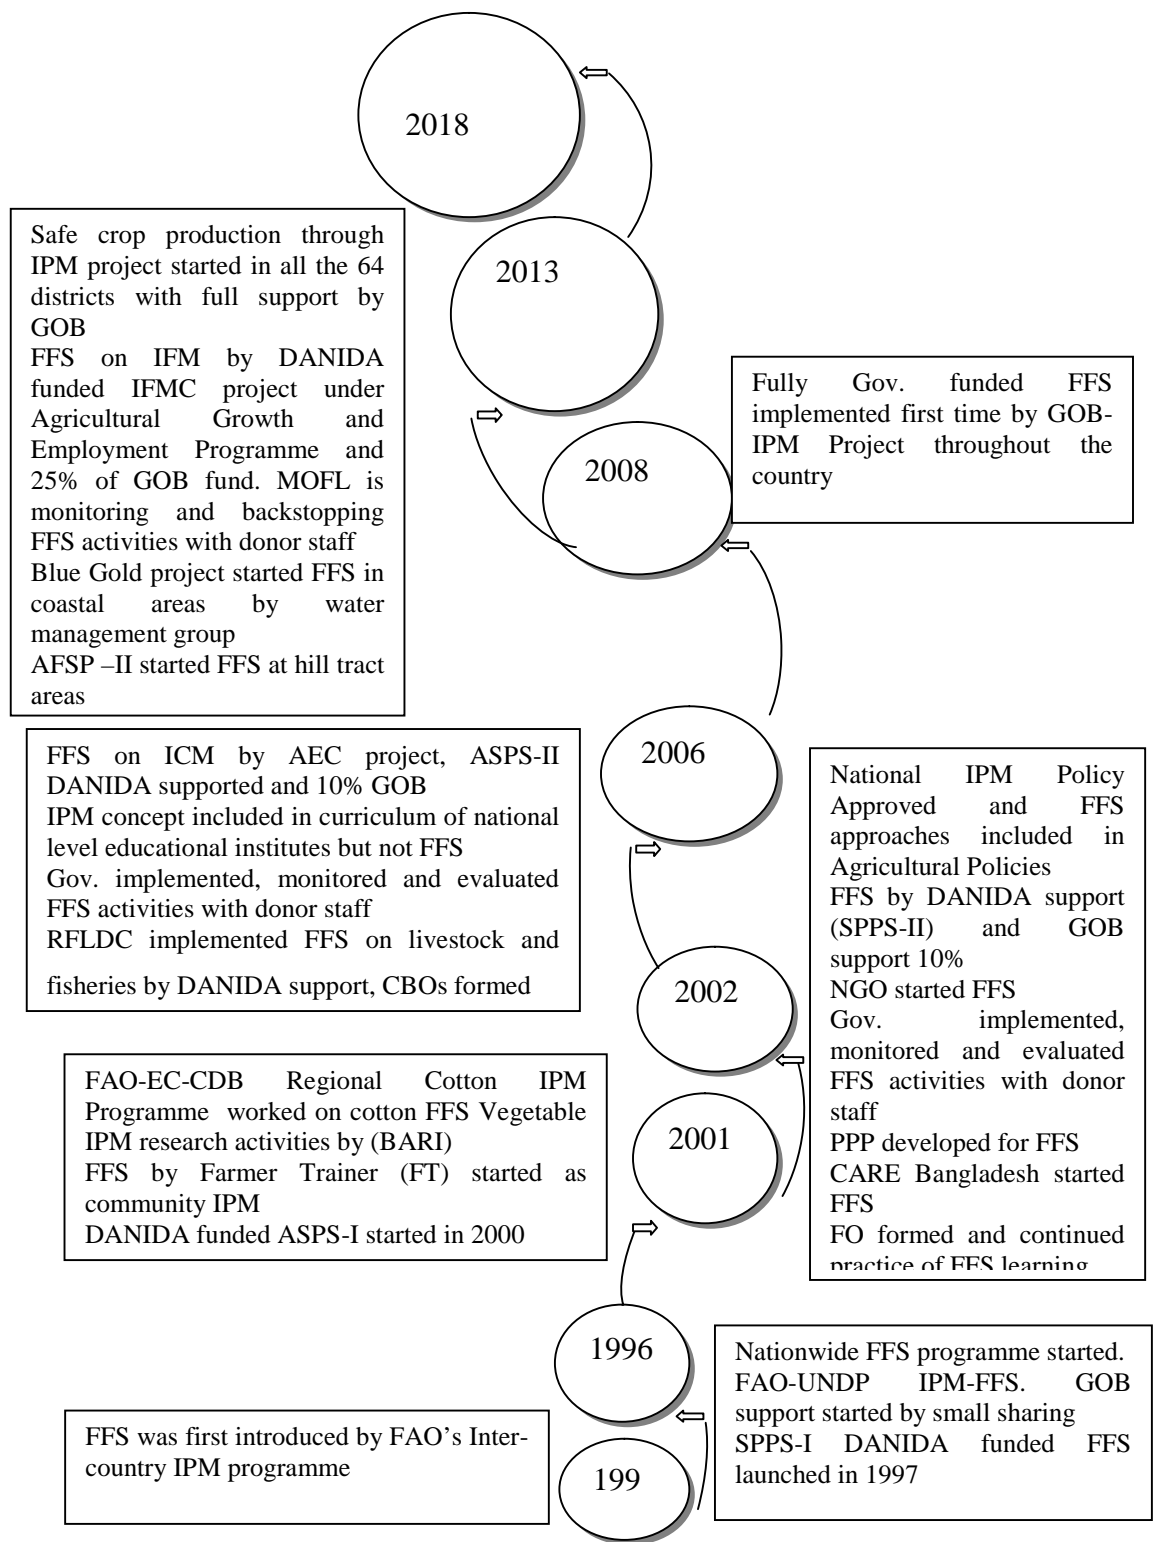 2018
Safe crop production through
IPM project started in all the 64
districts with full support by
GOB
FFS on IFM by DANIDA
funded IFMC project under
Agricultural Growth and
Employment Programme and
25% of GOB fund. MOFL is
monitoring and backstopping
FFS activities with donor staff
Blue Gold project started FFS in
coastal areas by water
management group
AFSP –II started FFS at hill tract
areas
2013
Fully Gov. funded FFS
implemented first time by GOB-
IPM Project throughout the
country
2008
FFS on ICM by AEC project, ASPS-II
DANIDA supported and 10% GOB
IPM concept included in curriculum of national
level educational institutes but not FFS
Gov. implemented, monitored and evaluated
FFS activities with donor staff
RFLDC implemented FFS on livestock and
fisheries by DANIDA support, CBOs formed
2006
National IPM Policy
Approved and FFS
approaches included in
Agricultural Policies
FFS by DANIDA support
(SPPS-II) and GOB
support 10%
NGO started FFS
Gov. implemented,
monitored and evaluated
FFS activities with donor
staff
PPP developed for FFS
CARE Bangladesh started
FFS
FO formed and continued
practice of FFS learning
2002
FAO-EC-CDB Regional Cotton IPM
Programme worked on cotton FFS Vegetable
IPM research activities by (BARI)
FFS by Farmer Trainer (FT) started as
community IPM
DANIDA funded ASPS-I started in 2000
2001
1996
Nationwide FFS programme started.
FAO-UNDP IPM-FFS. GOB
support started by small sharing
SPPS-I DANIDA funded FFS
launched in 1997
FFS was first introduced by FAO’s Inter-
country IPM programme
199